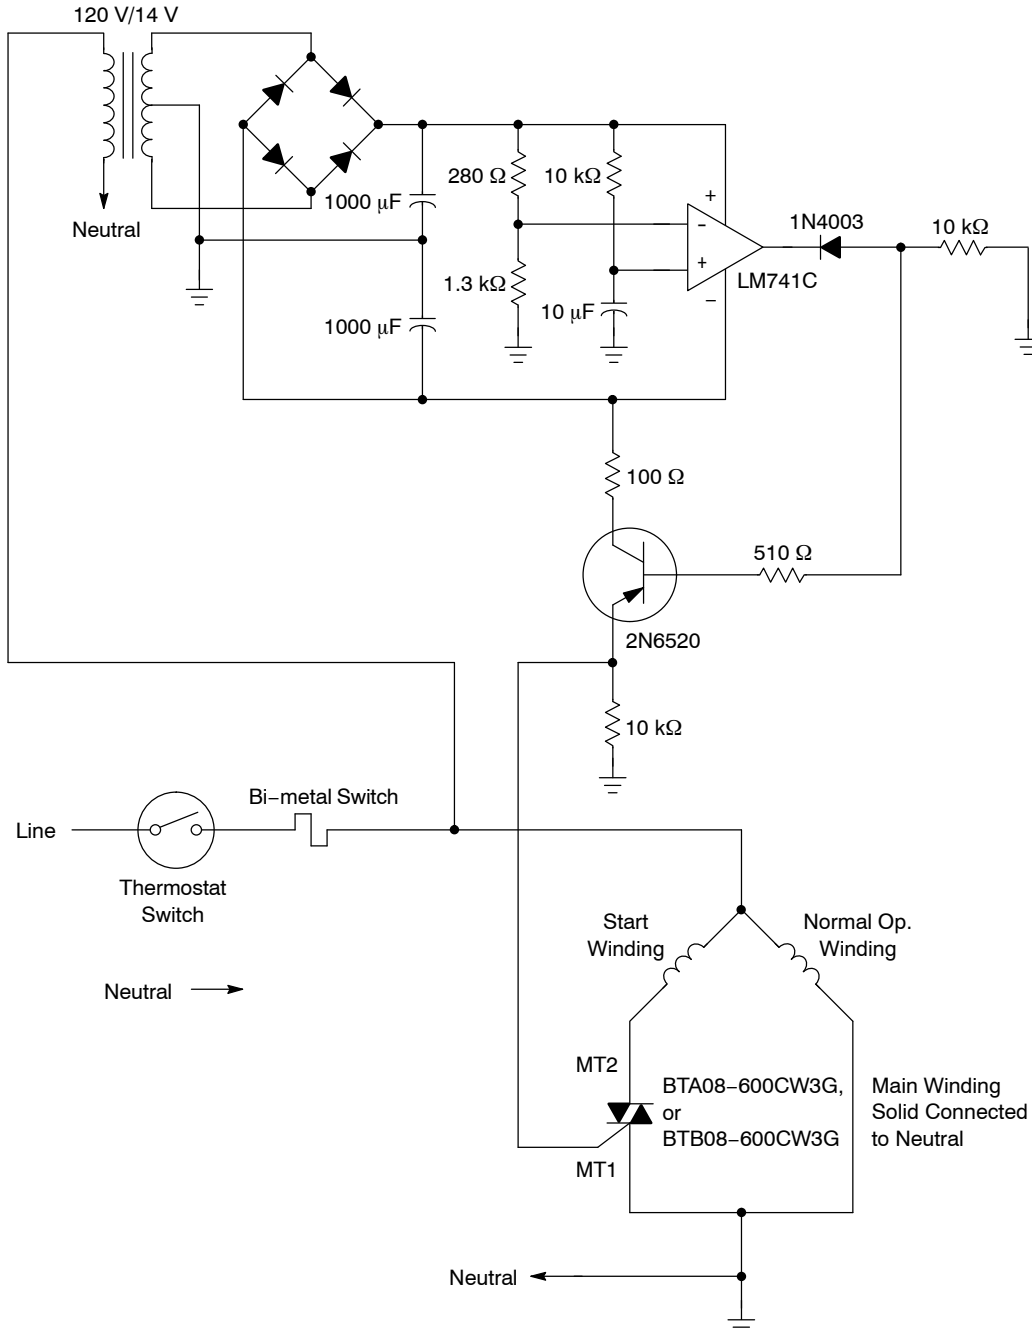 120 V/14 V
Neutral
1000 μF
1000 μF
280 Ω
10 kΩ
1.3 kΩ
10 μF
+
−
+
−
LM741C
1N4003
10 kΩ
100 Ω
510 Ω
2N6520
10 kΩ
Bi−metal Switch
Line
Thermostat
Switch
Neutral
Start
Winding
Normal Op.
Winding
MT2
BTA08−600CW3G,
or
BTB08−600CW3G
MT1
Main Winding
Solid Connected
to Neutral
Neutral